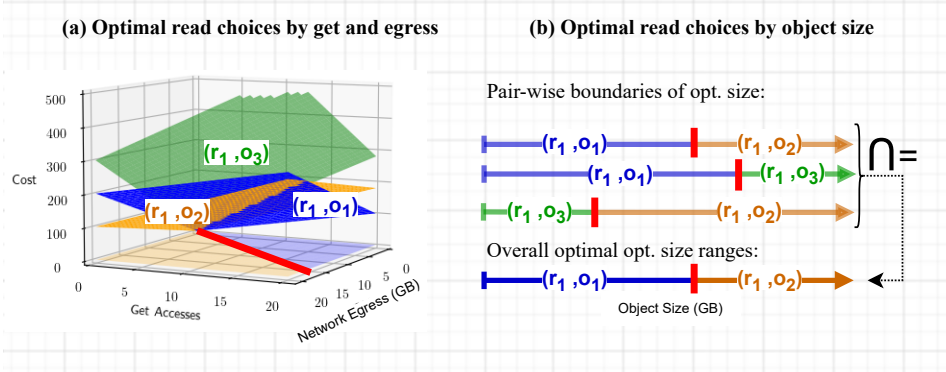 (a) Optimal read choices by get and egress
500
400
300
200
100
0
Cost
(r1 ,o3)
(r1 ,o2)
(r1 ,o1)
0
5
10
15
20
Get Accesses
20
15
10
5
0
Network Egress (GB)
(b) Optimal read choices by object size
Pair-wise boundaries of opt. size:
(r1 ,o1) (r1 ,o2)
(r1 ,o1) (r1 ,o3)
(r1 ,o3) (r1 ,o2)
⋂=
Overall optimal opt. size ranges:
(r1 ,o1) (r1 ,o2)
Object Size (GB)